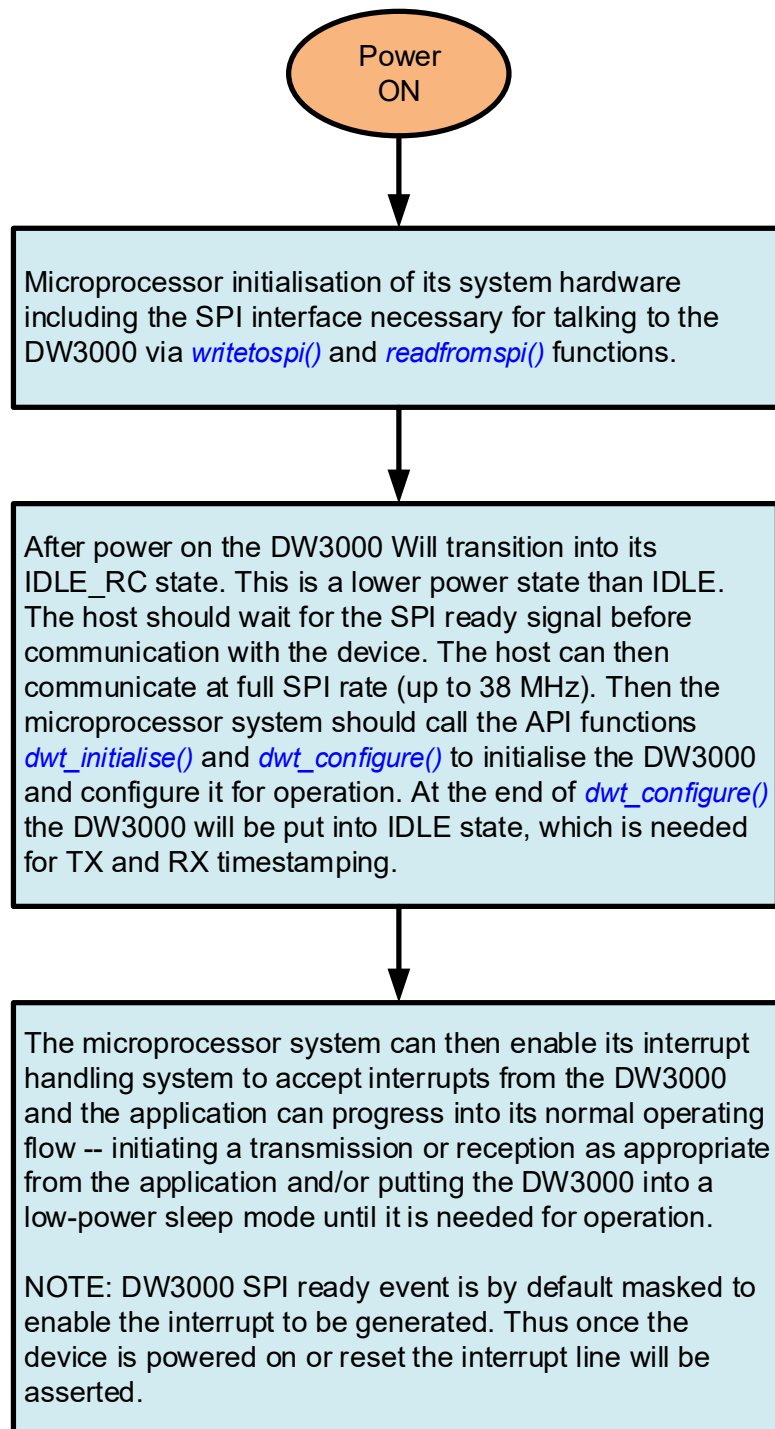 Power
ON
Microprocessor initialisation of its system hardware
including the SPI interface necessary for talking to the
DW3000 via writetospi() and readfromspi() functions.
After power on the DW3000 Will transition into its
IDLE_RC state. This is a lower power state than IDLE.
The host should wait for the SPI ready signal before
communication with the device. The host can then
communicate at full SPI rate (up to 38 MHz). Then the
microprocessor system should call the API functions
dwt_initialise() and dwt_configure() to initialise the DW3000
and configure it for operation. At the end of dwt_configure()
the DW3000 will be put into IDLE state, which is needed
for TX and RX timestamping.
The microprocessor system can then enable its interrupt
handling system to accept interrupts from the DW3000
and the application can progress into its normal operating
flow -- initiating a transmission or reception as appropriate
from the application and/or putting the DW3000 into a
low-power sleep mode until it is needed for operation.
NOTE: DW3000 SPI ready event is by default masked to
enable the interrupt to be generated. Thus once the
device is powered on or reset the interrupt line will be
asserted.